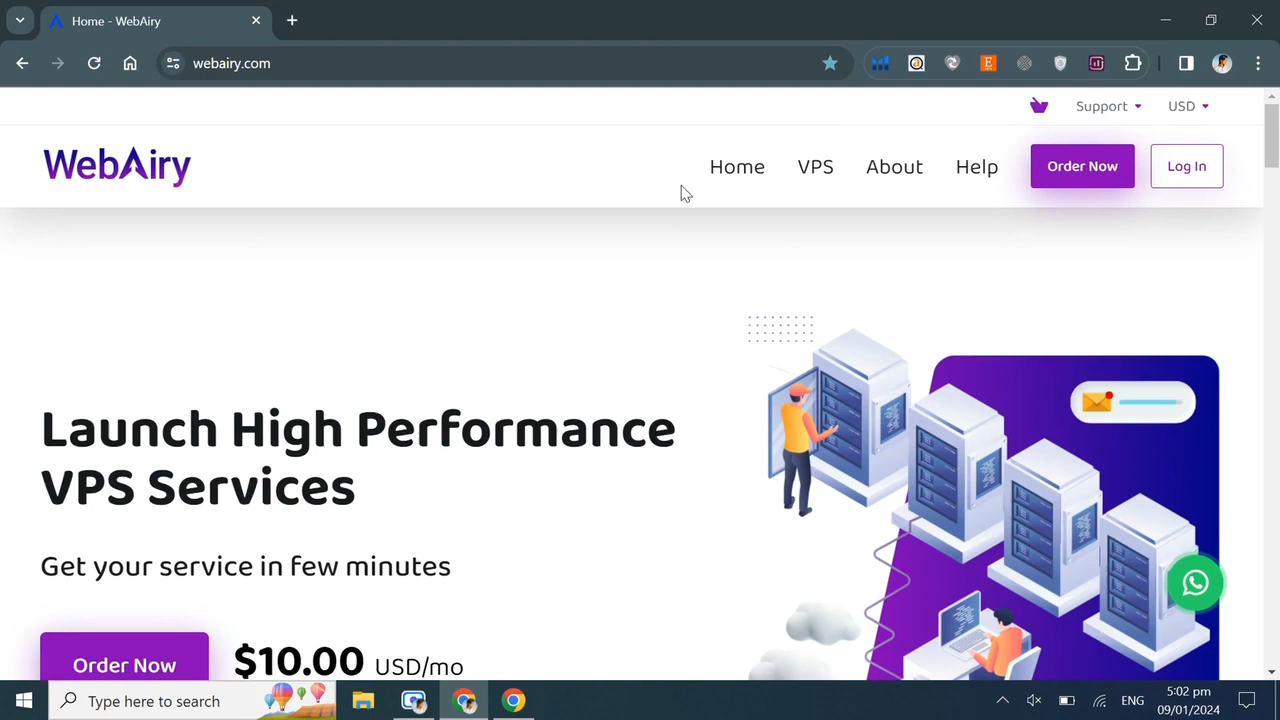 Home - WebAiry
webairy.com
Support
USD
WebAiry
Home
VPS
About
Help
Order Now
Log In
Launch High Performance
VPS Services
Get your service in few minutes
Order Now
$10.00 USD/mo
Type here to search
ENG
5:02 pm
09/01/2024